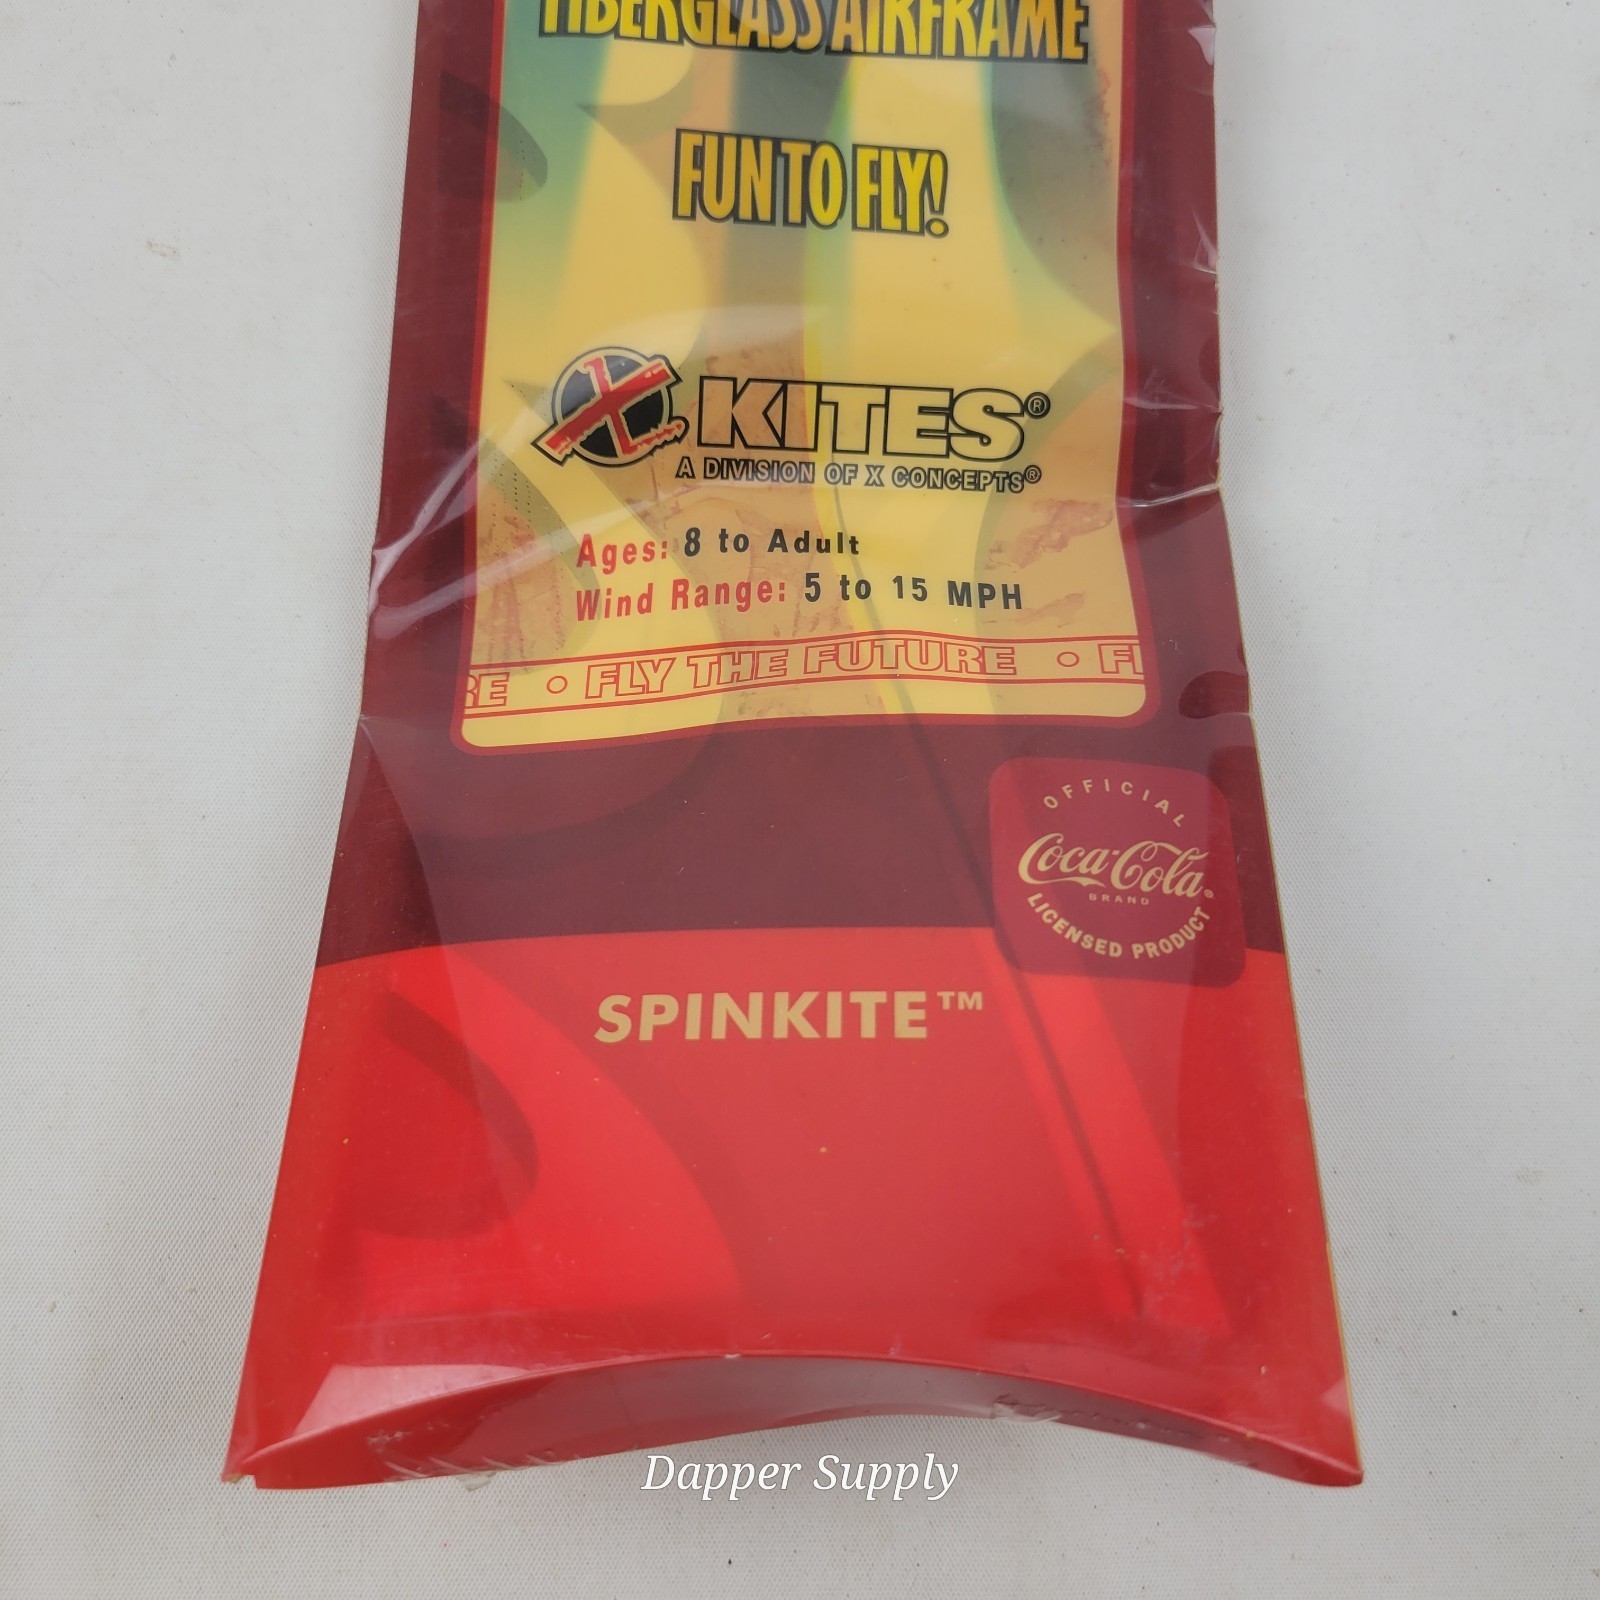 FIBERGLASS AIRFRAME
FUN TO FLY!
X KITES®
A DIVISION OF X CONCEPTS®
Ages: 8 to Adult
Wind Range: 5 to 15 MPH
RE O FLY THE FUTURE O F
OFFICIAL
Coca-Cola®
BRAND
LICENSED PRODUCT
SPINKITE™
Dapper Supply